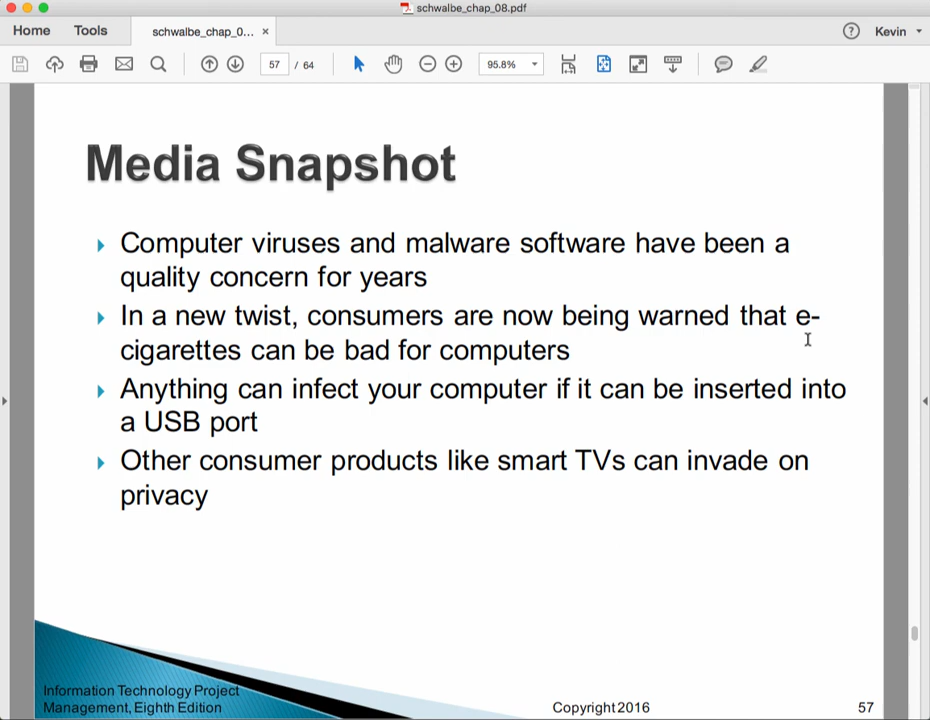 schwalbe_chap_08.pdf
Home Tools schwalbe_chap_0... × ? Kevin
57 / 64 95.8%
Media Snapshot
Computer viruses and malware software have been a
quality concern for years
In a new twist, consumers are now being warned that e-
cigarettes can be bad for computers
Anything can infect your computer if it can be inserted into
a USB port
Other consumer products like smart TVs can invade on
privacy
Information Technology Project
Management, Eighth Edition Copyright 2016 57